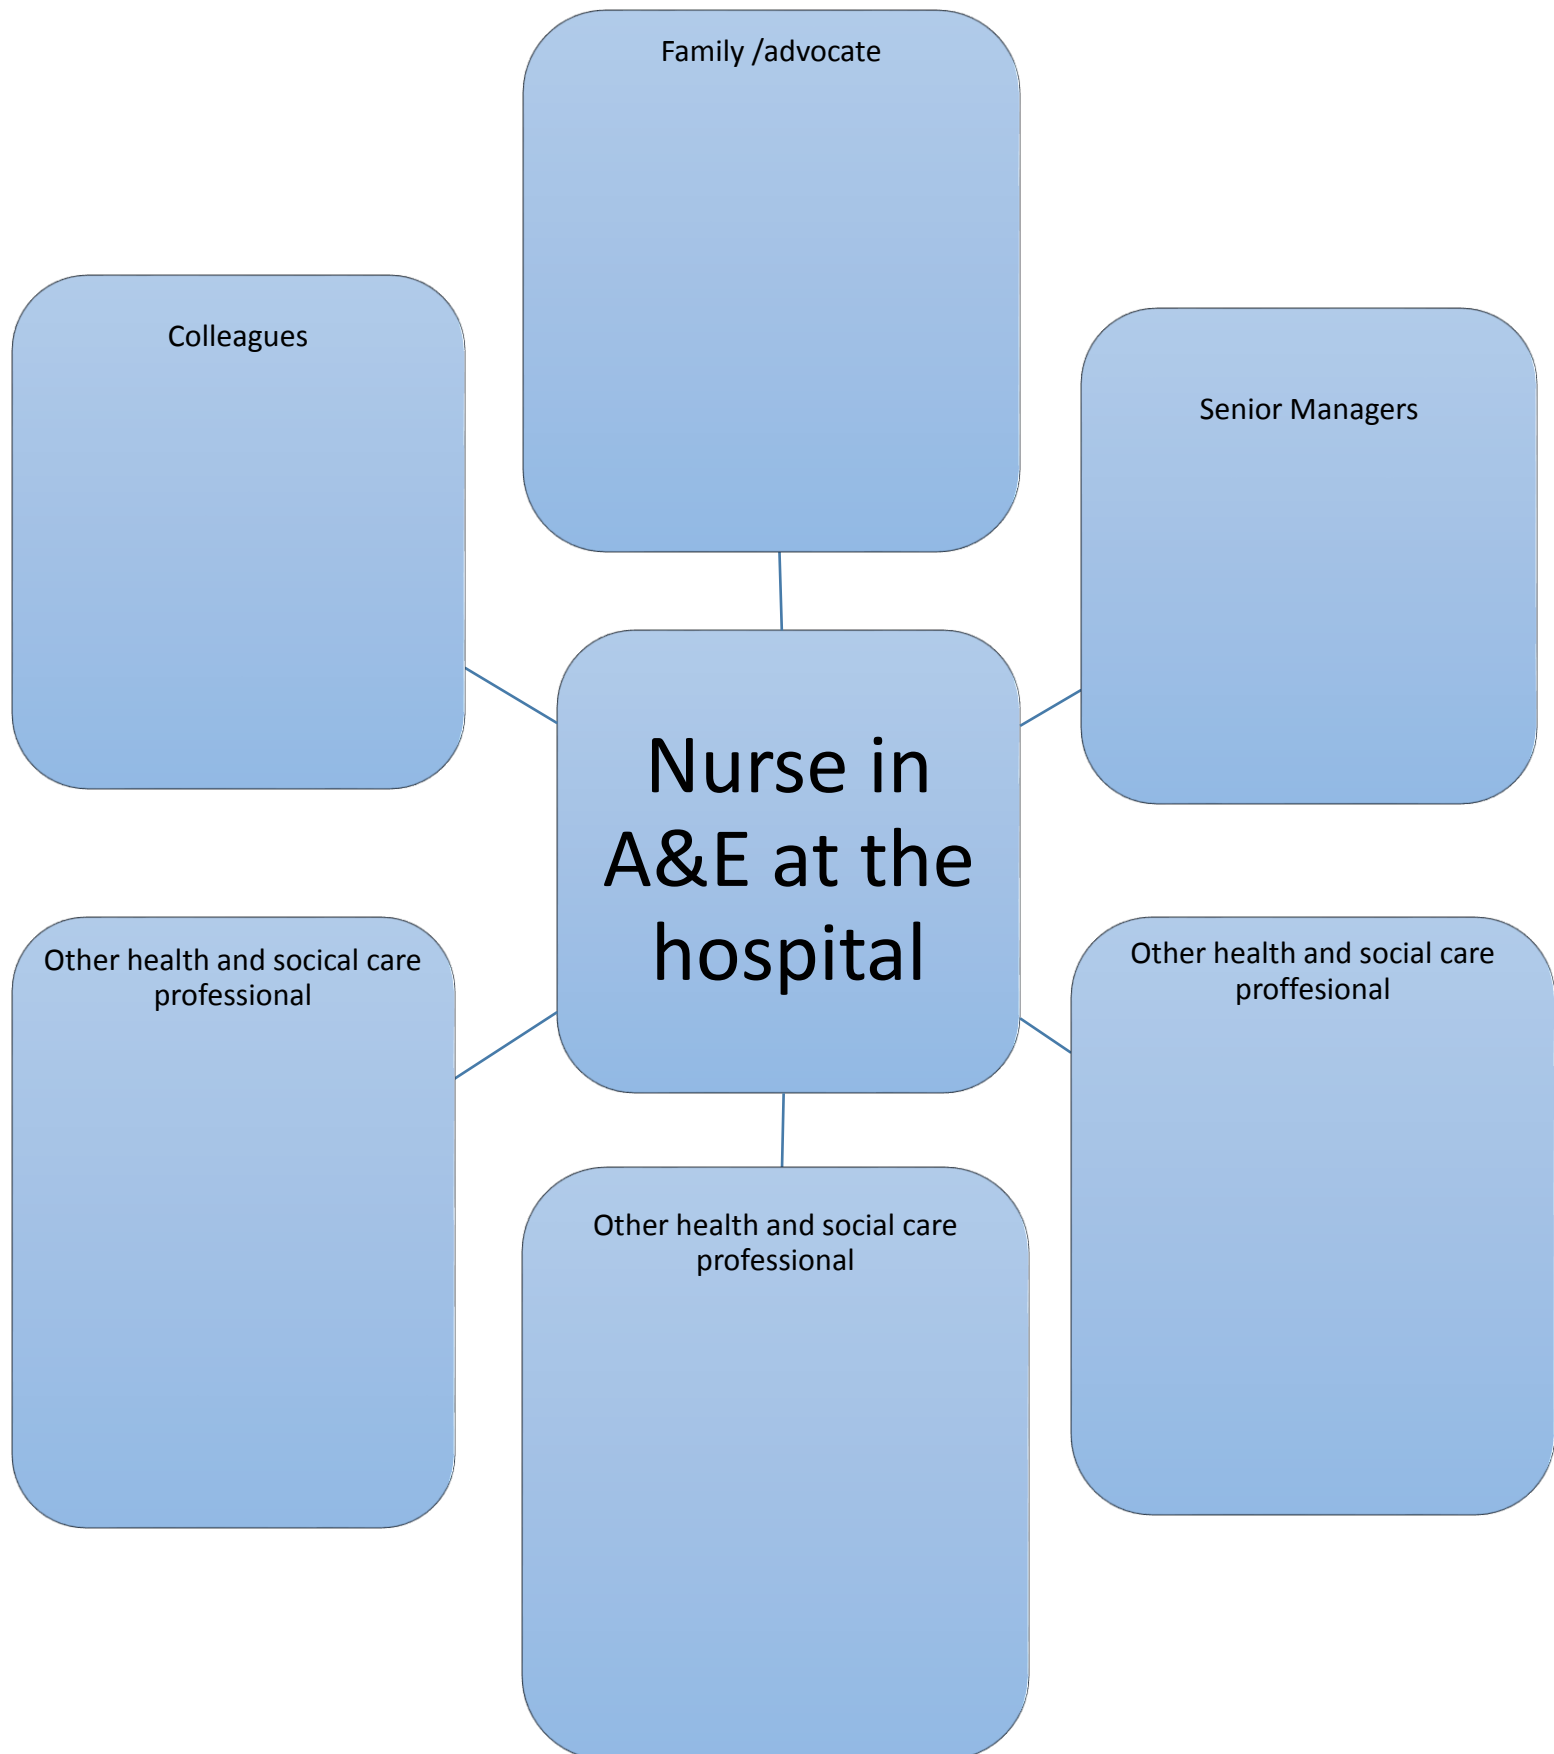 Family /advocate
Colleagues
Senior Managers
Nurse in
A&E at the
hospital
Other health and socical care
professional
Other health and social care
proffesional
Other health and social care
professional